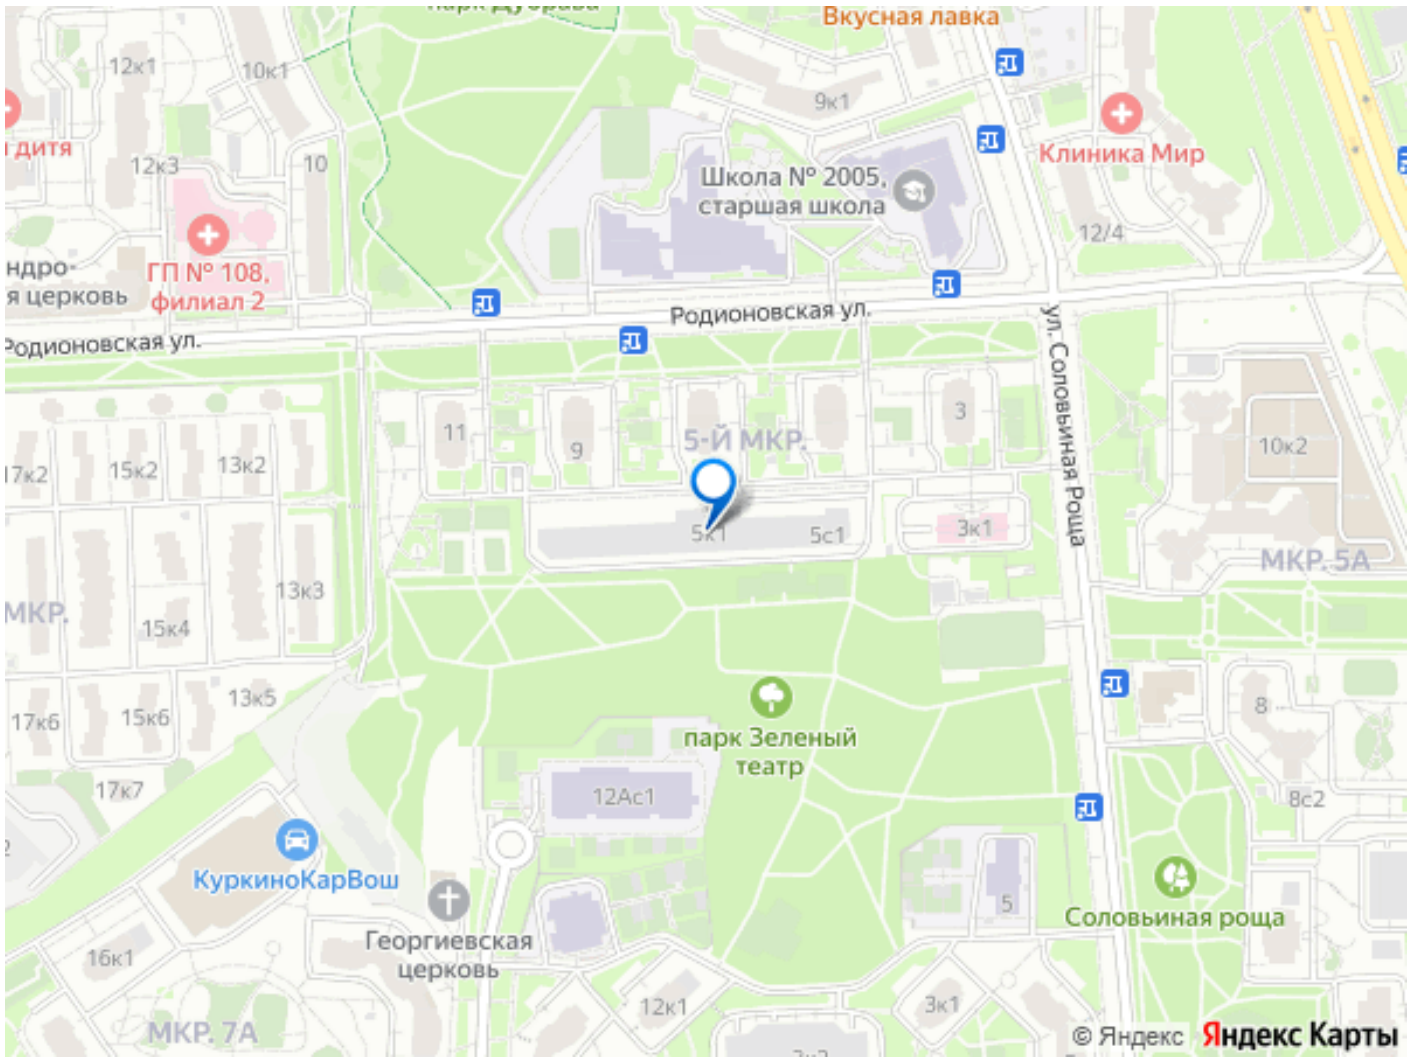 парк Дубрава
Вкусная лавка
12к1
10к1
9к1
дитя
Клиника Мир
12к3
10
Школа № 2005,
старшая школа
12/4
ндро-
я церковь
ГП № 108,
филиал 2
Родионовская ул.
Родионовская ул.
ул. Соловьиная Роща
11
9
5-Й МКР.
3
10к2
17к2
15к2
13к2
5к1
5с1
3к1
МКР. 5А
13к3
МКР.
15к4
13к5
17к6
15к6
8
парк Зеленый
театр
17к7
12Ас1
8с2
2
КуркиноКарВош
5
Соловьиная роща
Георгиевская
церковь
16к1
12к1
3к1
МКР. 7А
© Яндекс
Яндекс Карты